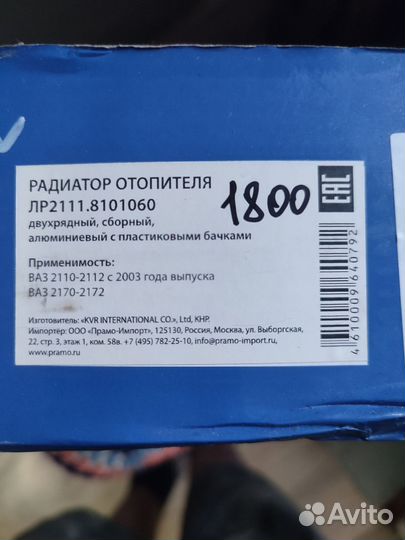 РАДИАТОР ОТОПИТЕЛЯ
ЛР2111.8101060
двухрядный, сборный,
алюминиевый с пластиковыми бачками
1800
EAC
Применимость:
ВАЗ 2110-2112 с 2003 года выпуска
ВАЗ 2170-2172
Изготовитель: «KVR INTERNATIONAL CO.», Ltd, КНР.
Импортёр: ООО «Прамо-Импорт», 125130, Россия, Москва, ул. Выборгская,
22, стр. 3, этаж 1, ком. 58в. +7 (495) 782-25-10, info@pramo-import.ru,
www.pramo.ru
4610009640792
Avito